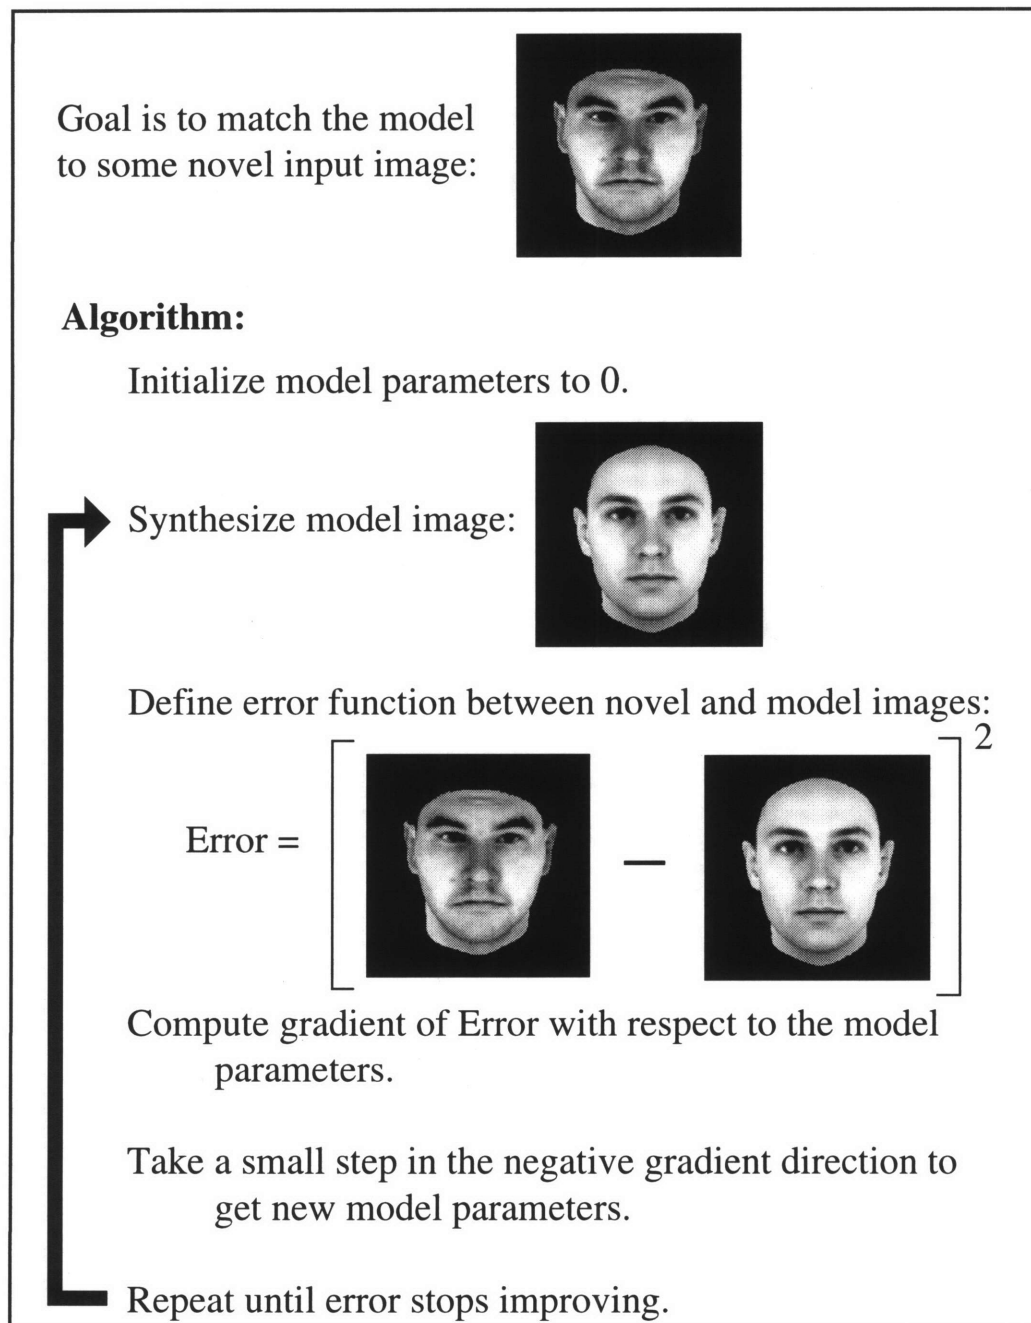 Goal is to match the model
to some novel input image:
Algorithm:
Initialize model parameters to 0.
Synthesize model image:
Define error function between novel and model images:
2
Error =
Compute gradient of Error with respect to the model
parameters.
Take a small step in the negative gradient direction to
get new model parameters.
Repeat until error stops improving.